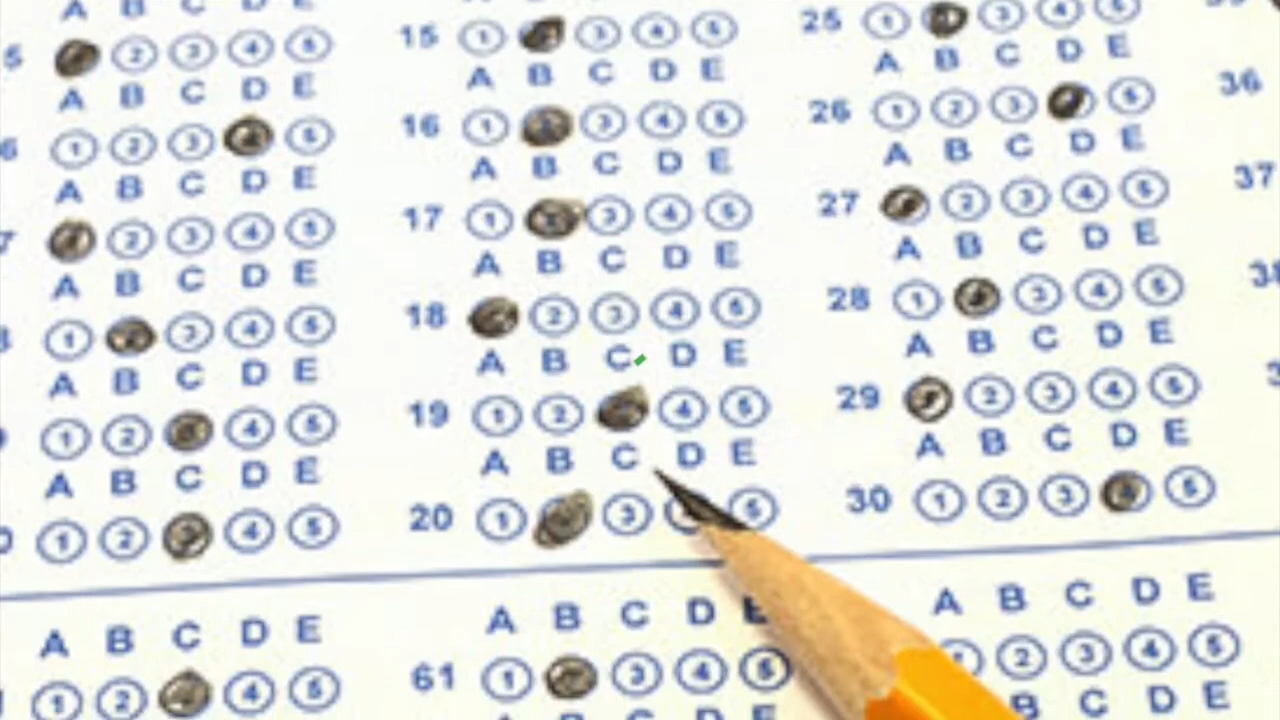 A B C D E
5 2 3 4 5 15 1 3 4 5 25 1 3 4 5
A B C D E A B C D E A B C D E
6 1 2 3 5 16 1 3 4 5 26 1 2 3 5 36
A B C D E A B C D E A B C D E
7 2 3 4 5 17 1 3 4 5 27 2 3 4 5 37
A B C D E A B C D E A B C D E
1 3 4 5 18 2 3 4 5 28 1 3 4 5 38
A B C D E A B C D E A B C D E
1 2 4 5 19 1 2 4 5 29 2 3 4 5
A B C D E A B C D E A B C D E
0 1 2 4 5 20 1 3 5 30 1 2 3 5
A B C D E A B C D E A B C D E
1 2 4 5 61 1 3 4 5 1 2 3 4 5
B C D E